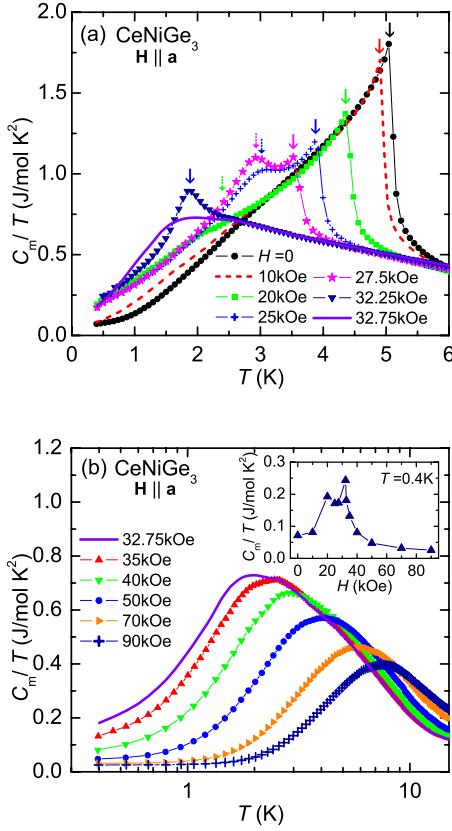 (a) CeNiGe3
H || a
Cm / T (J/mol K2)
2.0
1.5
1.0
0.5
0.0
H =0
10kOe
20kOe
25kOe
27.5kOe
32.25kOe
32.75kOe
0 1 2 3 4 5 6
T (K)
(b) CeNiGe3
H || a
Cm / T (J/mol K2)
1.2
1.0
0.8
0.6
0.4
0.2
0.0
32.75kOe
35kOe
40kOe
50kOe
70kOe
90kOe
Cm / T (J/mol K2)
0.3
0.2
0.1
0.0
T =0.4K
0 20 40 60 80
H (kOe)
1 10
T (K)